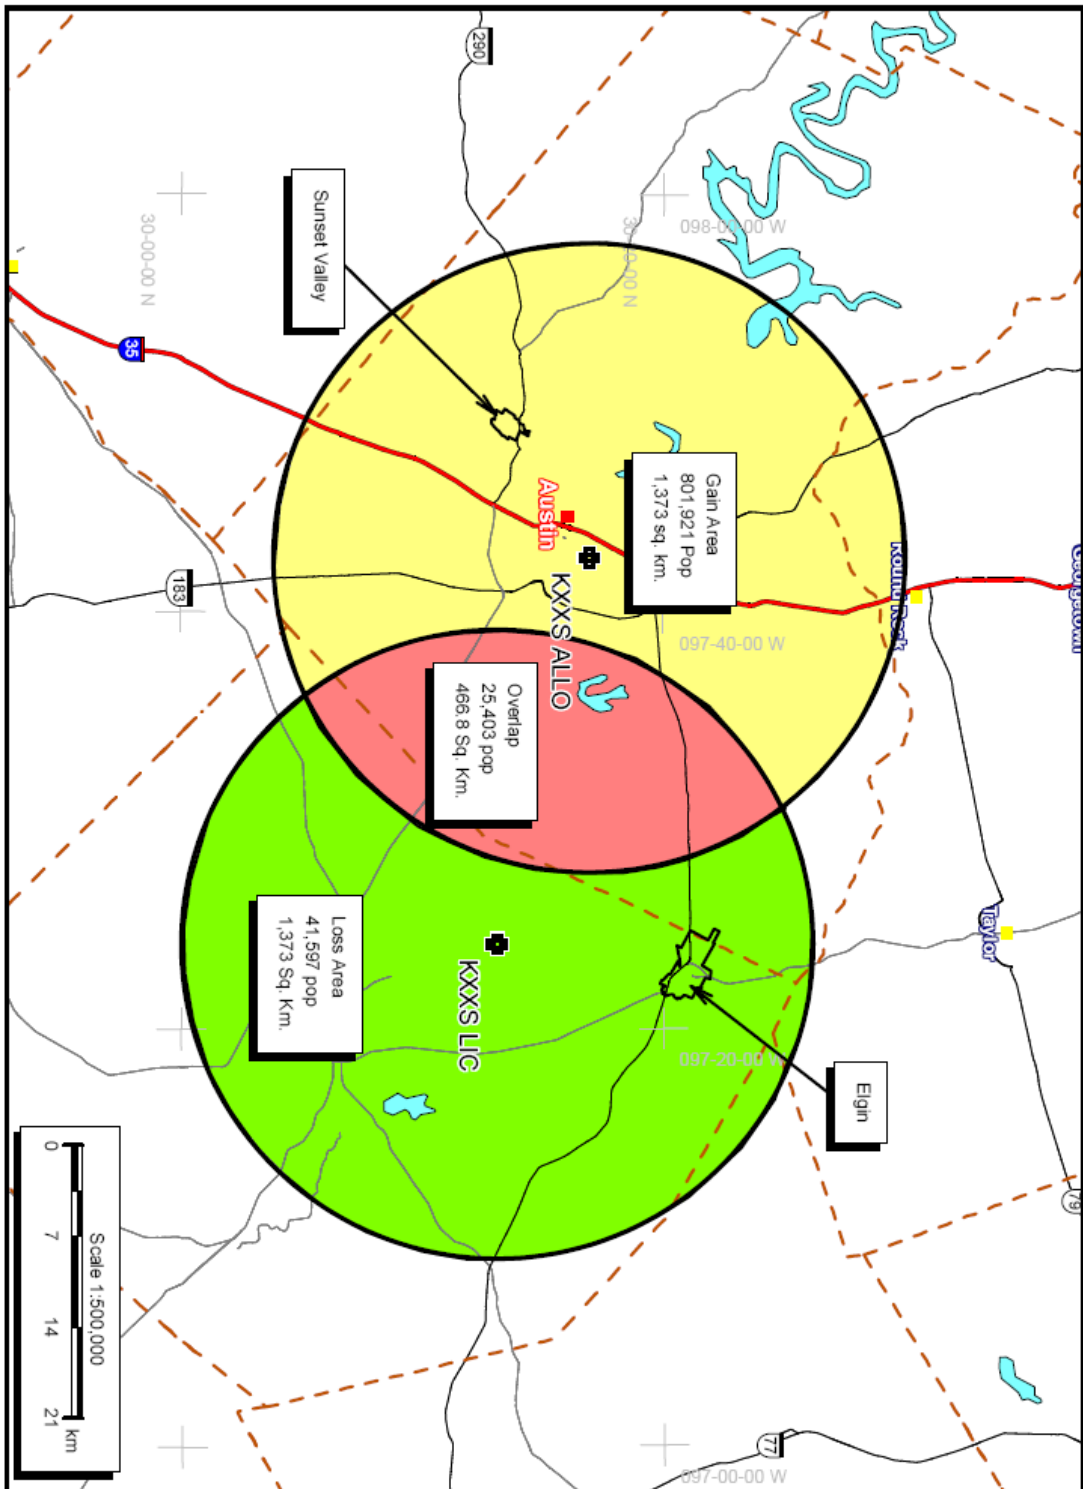 290
Sunset Valley
098-00-00 W
30-00-00 N
35
Gain Area
801,921 Pop
1,373 sq. km.
Austin
KXXS ALLO
183
Round Rock
Georgetown
097-40-00 W
Overlap
25,403 pop
466.8 Sq. Km.
Taylor
Loss Area
41,597 pop
1,373 Sq. Km.
KXXS LIC
097-20-00 W
Elgin
79
Scale 1:500,000
0 7 14 21 km
77
097-00-00 W